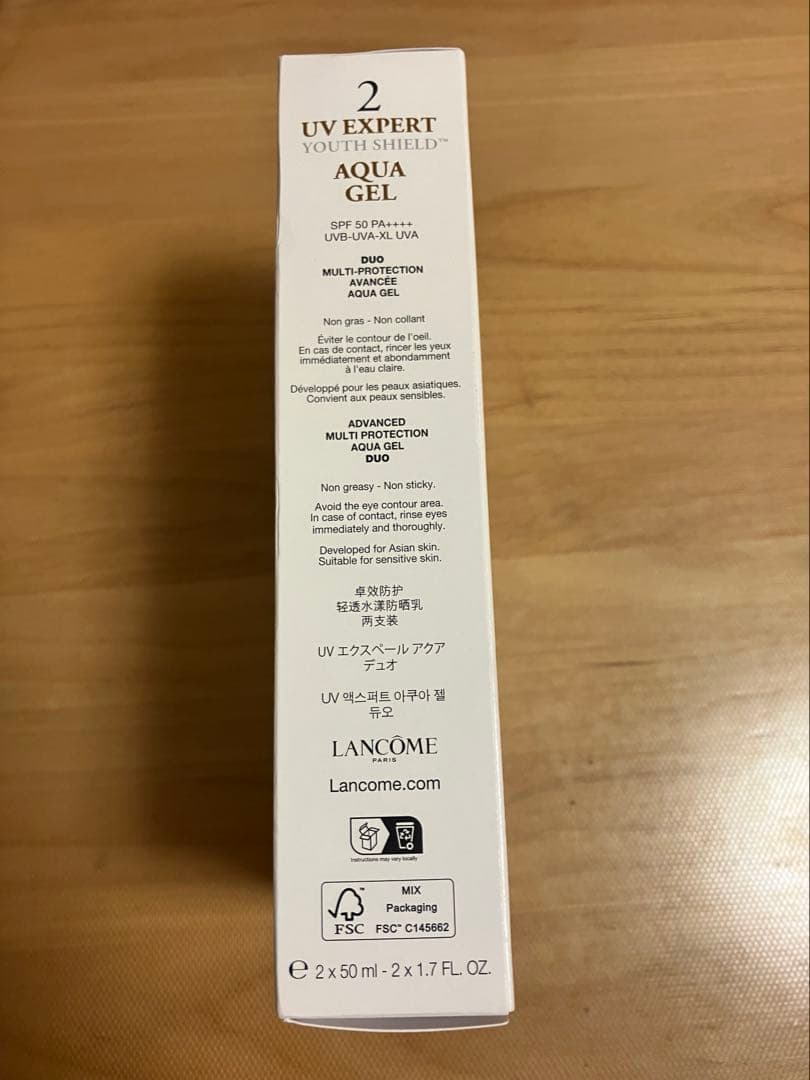 2
UV EXPERT
YOUTH SHIELD™
AQUA
GEL
SPF 50 PA++++
UVB-UVA-XL UVA
DUO
MULTI-PROTECTION
AVANCÉE
AQUA GEL
Non gras - Non collant
Éviter le contour de l'oeil.
En cas de contact, rincer les yeux
immédiatement et abondamment
à l'eau claire.
Développé pour les peaux asiatiques.
Convient aux peaux sensibles.
ADVANCED
MULTI PROTECTION
AQUA GEL
DUO
Non greasy - Non sticky.
Avoid the eye contour area.
In case of contact, rinse eyes
immediately and thoroughly.
Developed for Asian skin.
Suitable for sensitive skin.
卓效防护
轻透水漾防晒乳
两支装
UV エクスペール アクア
デュオ
UV 액스퍼트 아쿠아 젤
듀오
LANCÔME
PARIS
Lancome.com
Instructions may vary locally
MIX
Packaging
FSC™ C145662
FSC
℮ 2 x 50 ml - 2 x 1.7 FL. OZ.